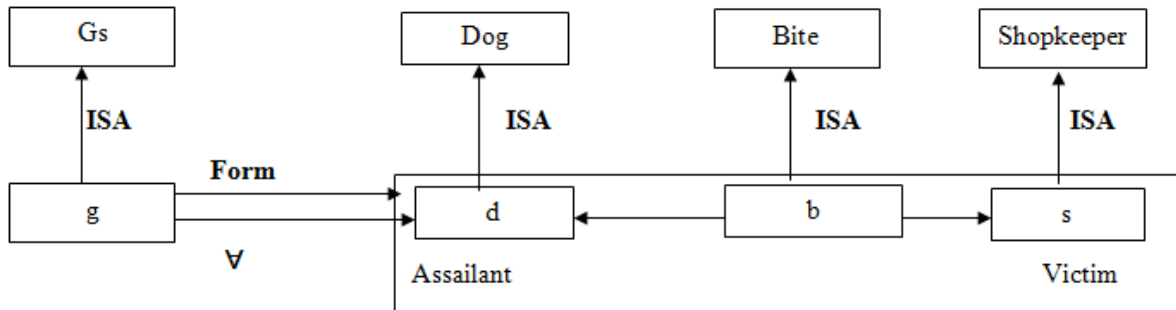 Gs Dog Bite Shopkeeper
ISA ISA ISA ISA
Form
g d b s
∀ Assailant Victim